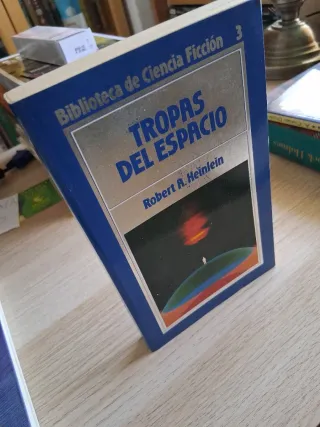 Biblioteca de Ciencia Ficción 3
TROPAS
DEL ESPACIO
Robert A. Heinlein